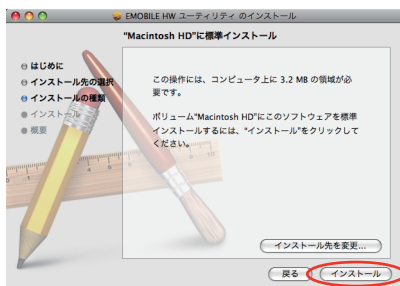 EMOBILE HW ユーティリティ のインストール
"Macintosh HD"に標準インストール
はじめに
インストール先の選択
インストールの種類
インストール
概要
この操作には、コンピュータ上に 3.2 MB の領域が必
要です。
ボリューム"Macintosh HD"にこのソフトウェアを標準
インストールするには、"インストール"をクリックして
ください。
インストール先を変更...
戻る
インストール